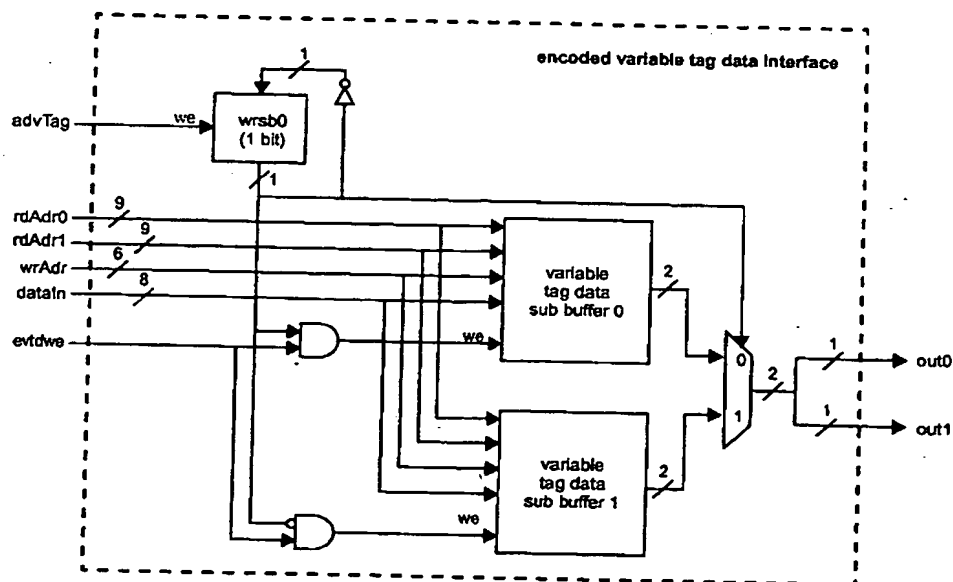 encoded variable tag data interface
1
advTag
we
wrsb0
(1 bit)
1
rdAdr0
9
rdAdr1
9
wrAdr
6
dataIn
8
evtdwe
variable
tag data
sub buffer 0
we
2
0
1
2
1
out0
1
out1
variable
tag data
sub buffer 1
we
2